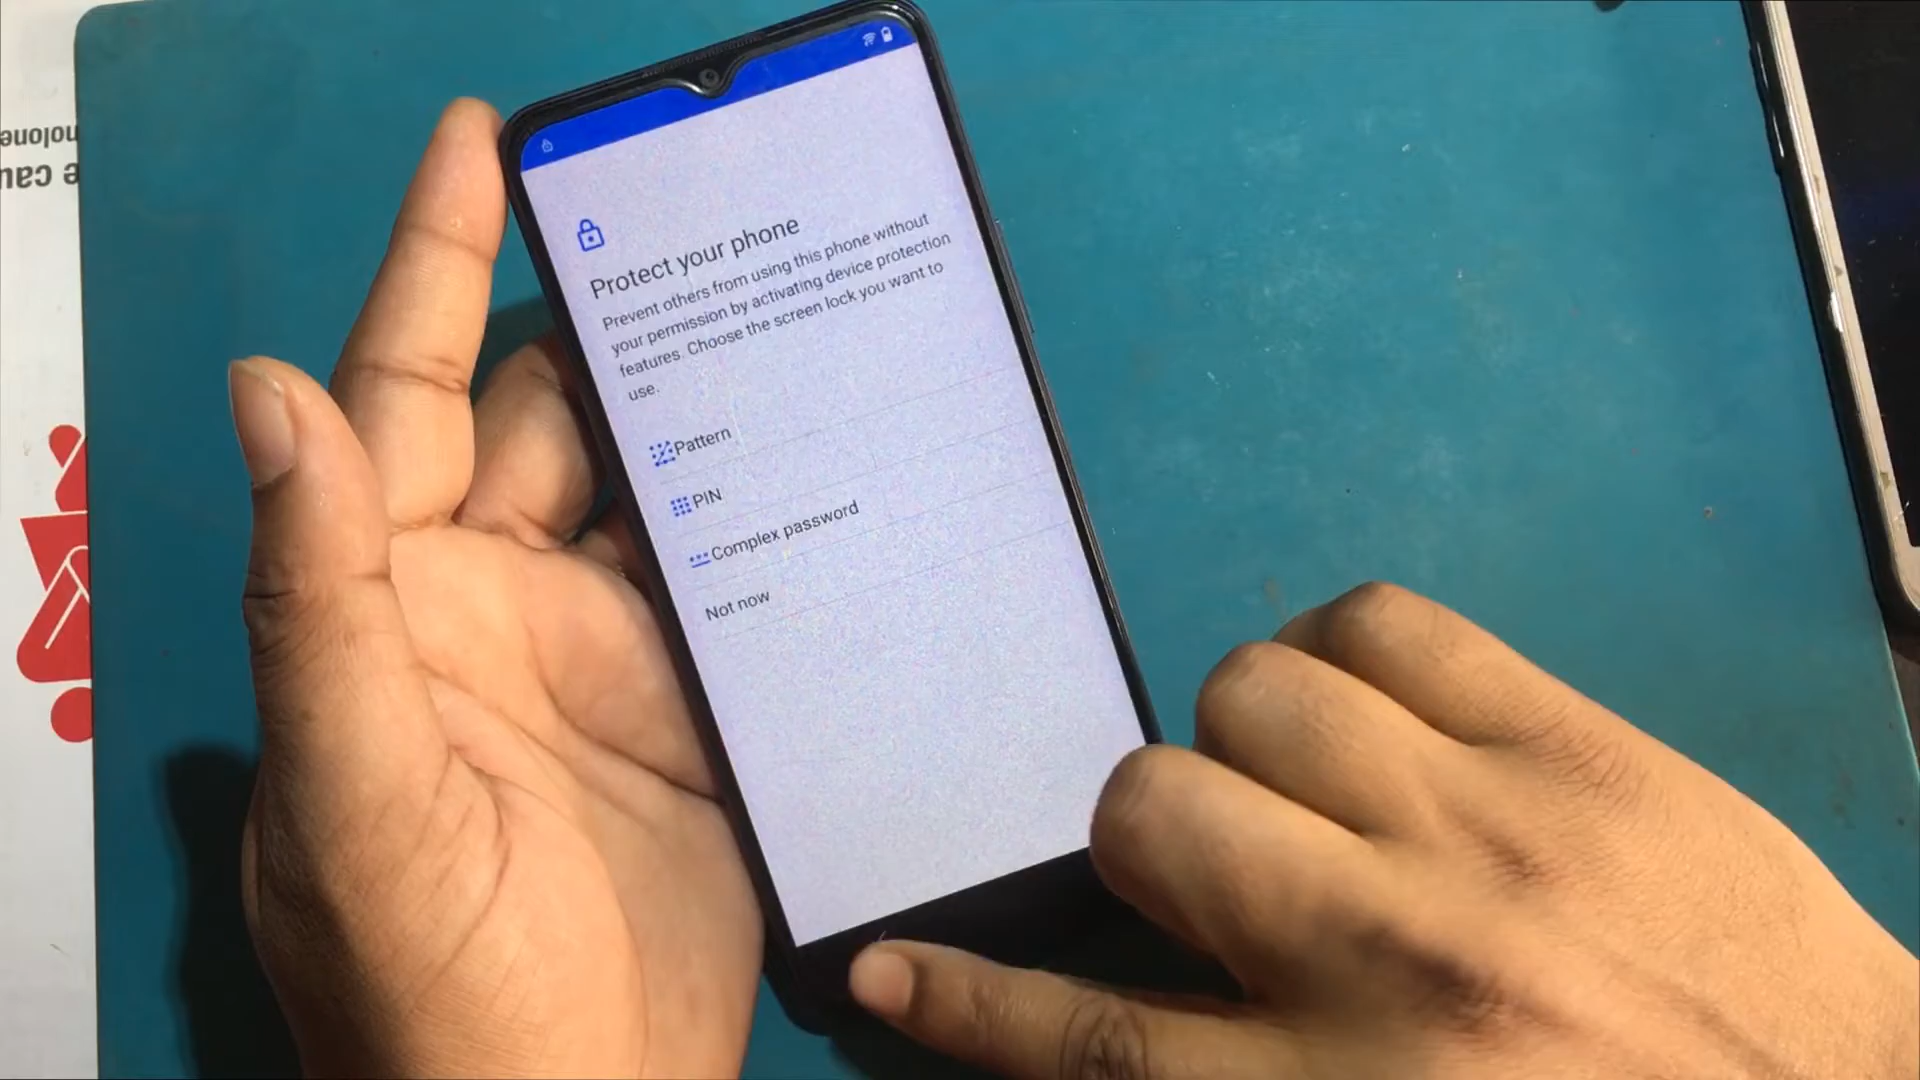 Protect your phone
Prevent others from using this phone without
your permission by activating device protection
features. Choose the screen lock you want to
use.
Pattern
PIN
Complex password
Not now